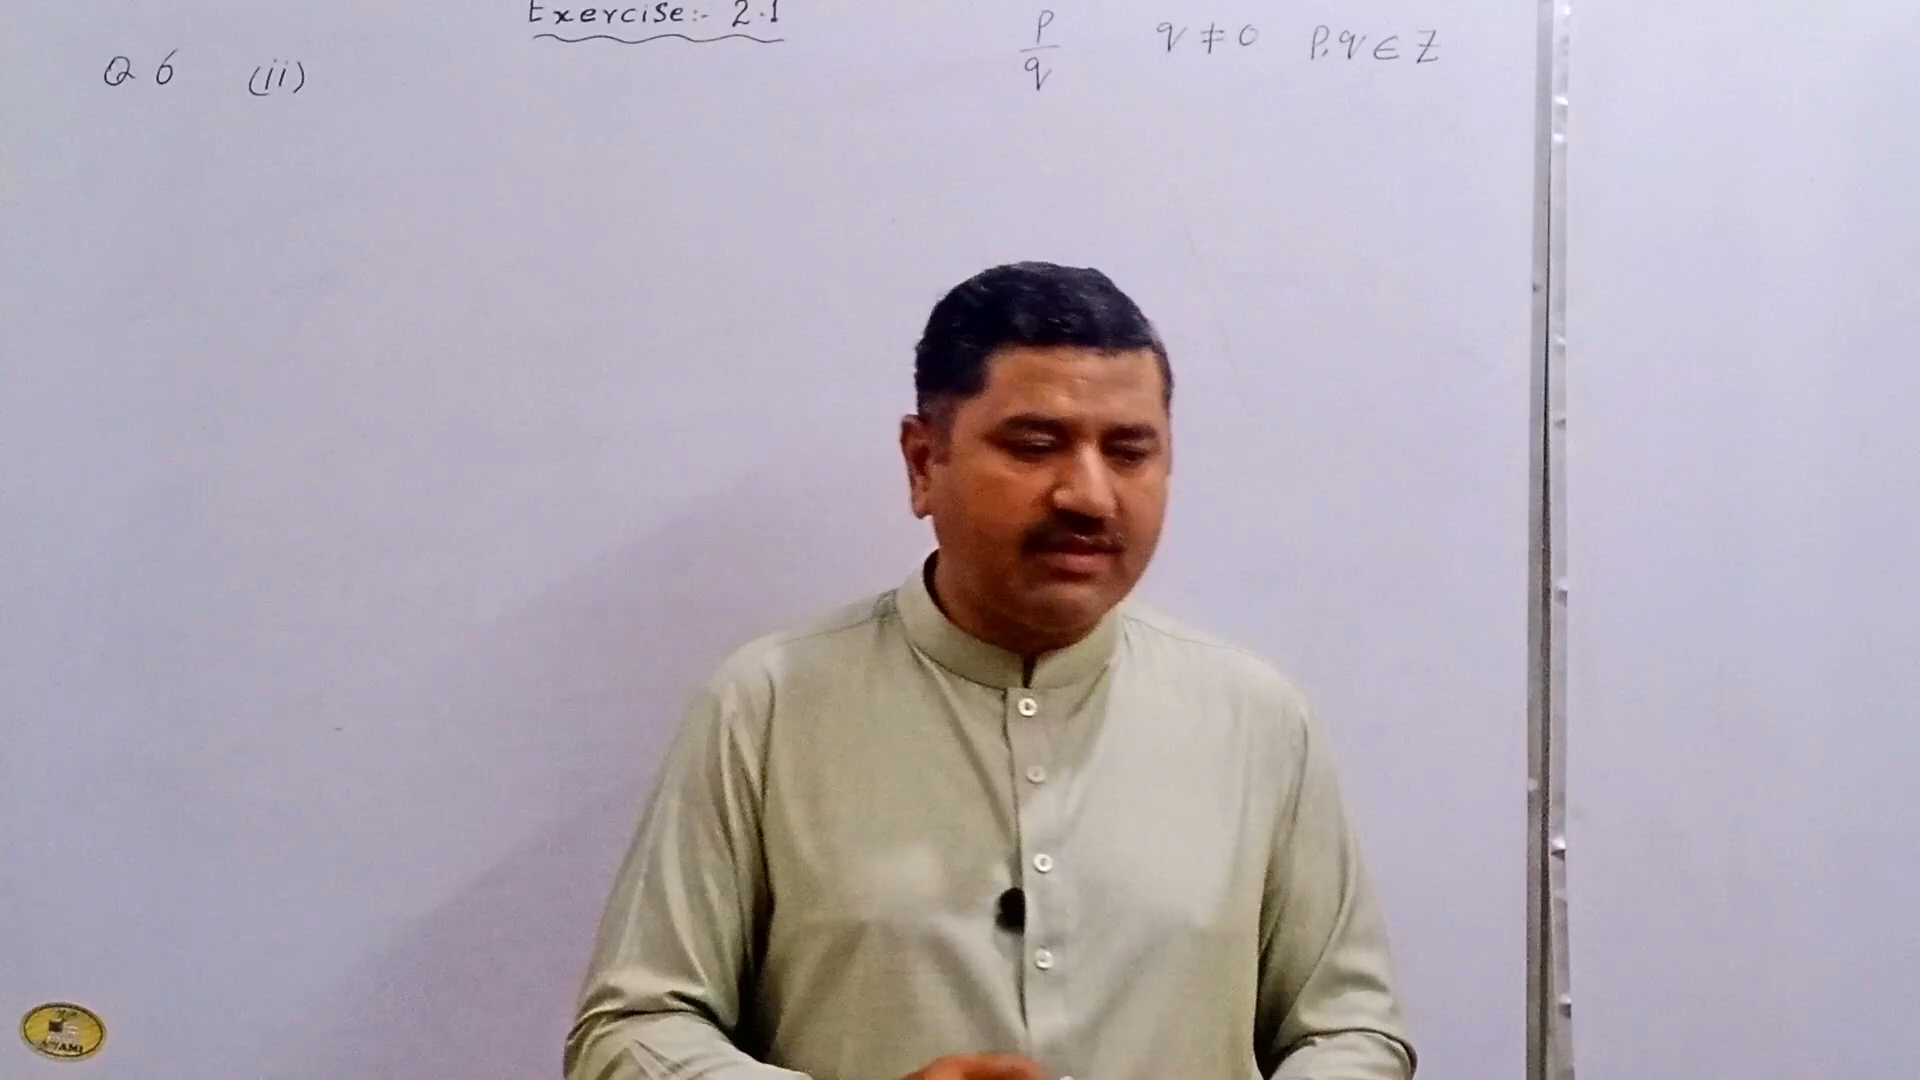 Exercise:- 2.1
Q 6 (ii)
p/q q ≠ 0 p,q ∈ Z